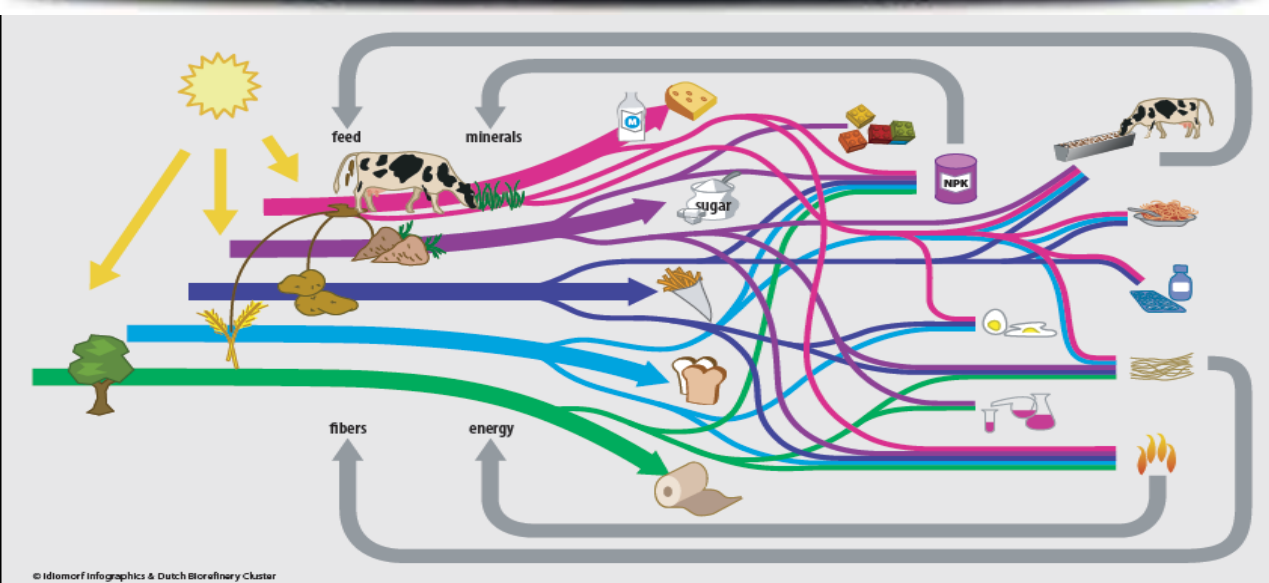 feed
minerals
M
NPK
sugar
fibers
energy
© Idiomorf Infographics & Dutch Biorefinery Cluster